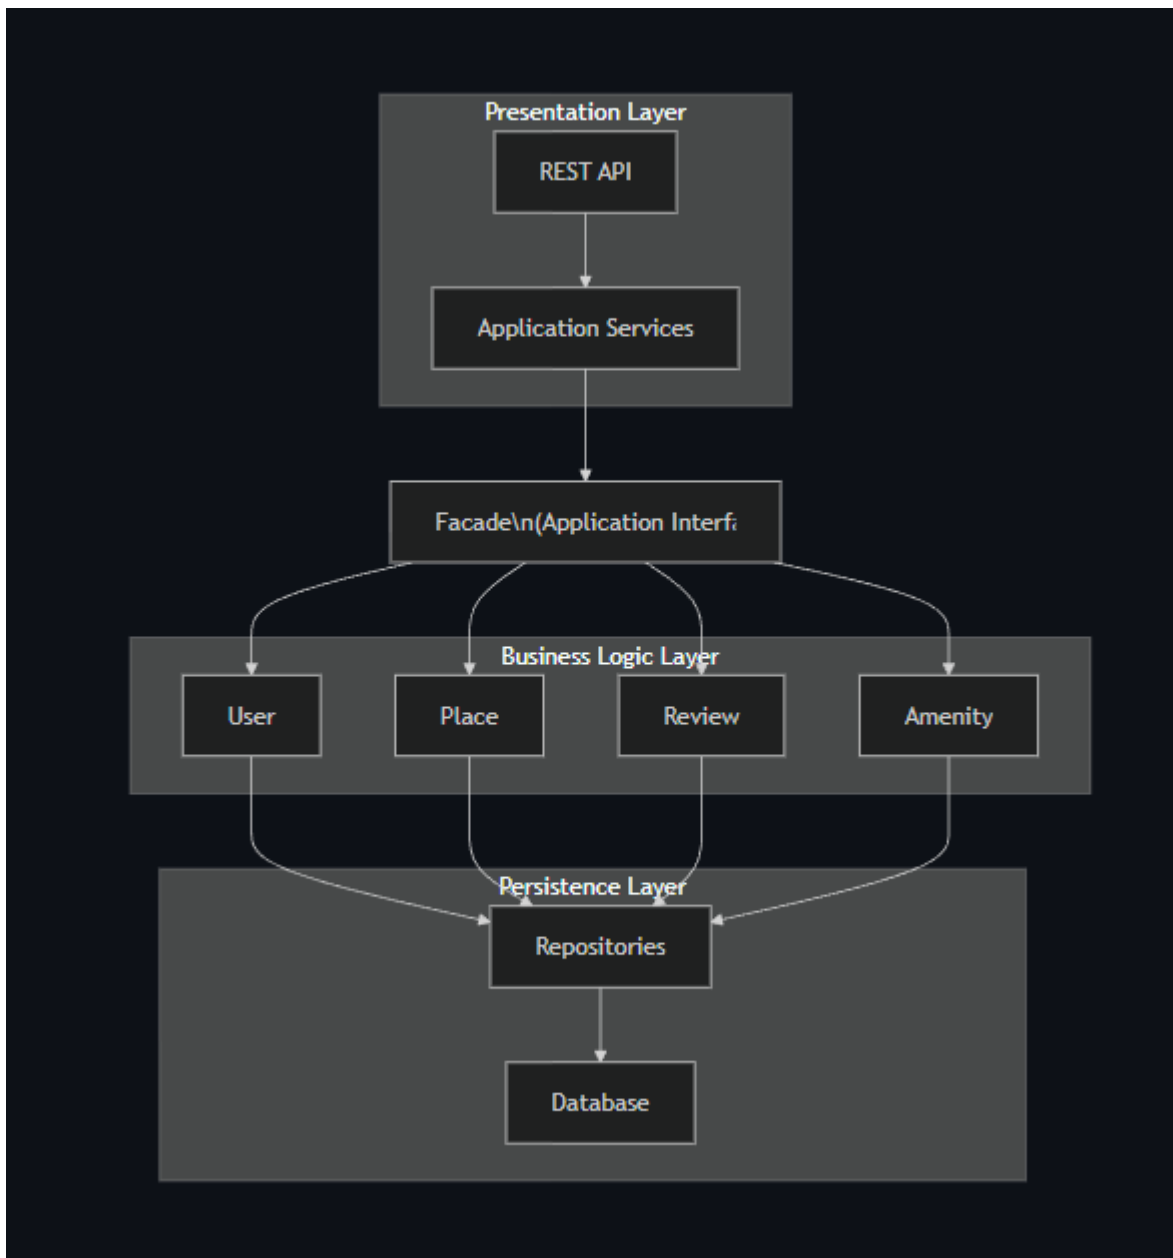 Presentation Layer
REST API
Application Services
Facade\n(Application Interfa
Business Logic Layer
User
Place
Review
Amenity
Persistence Layer
Repositories
Database